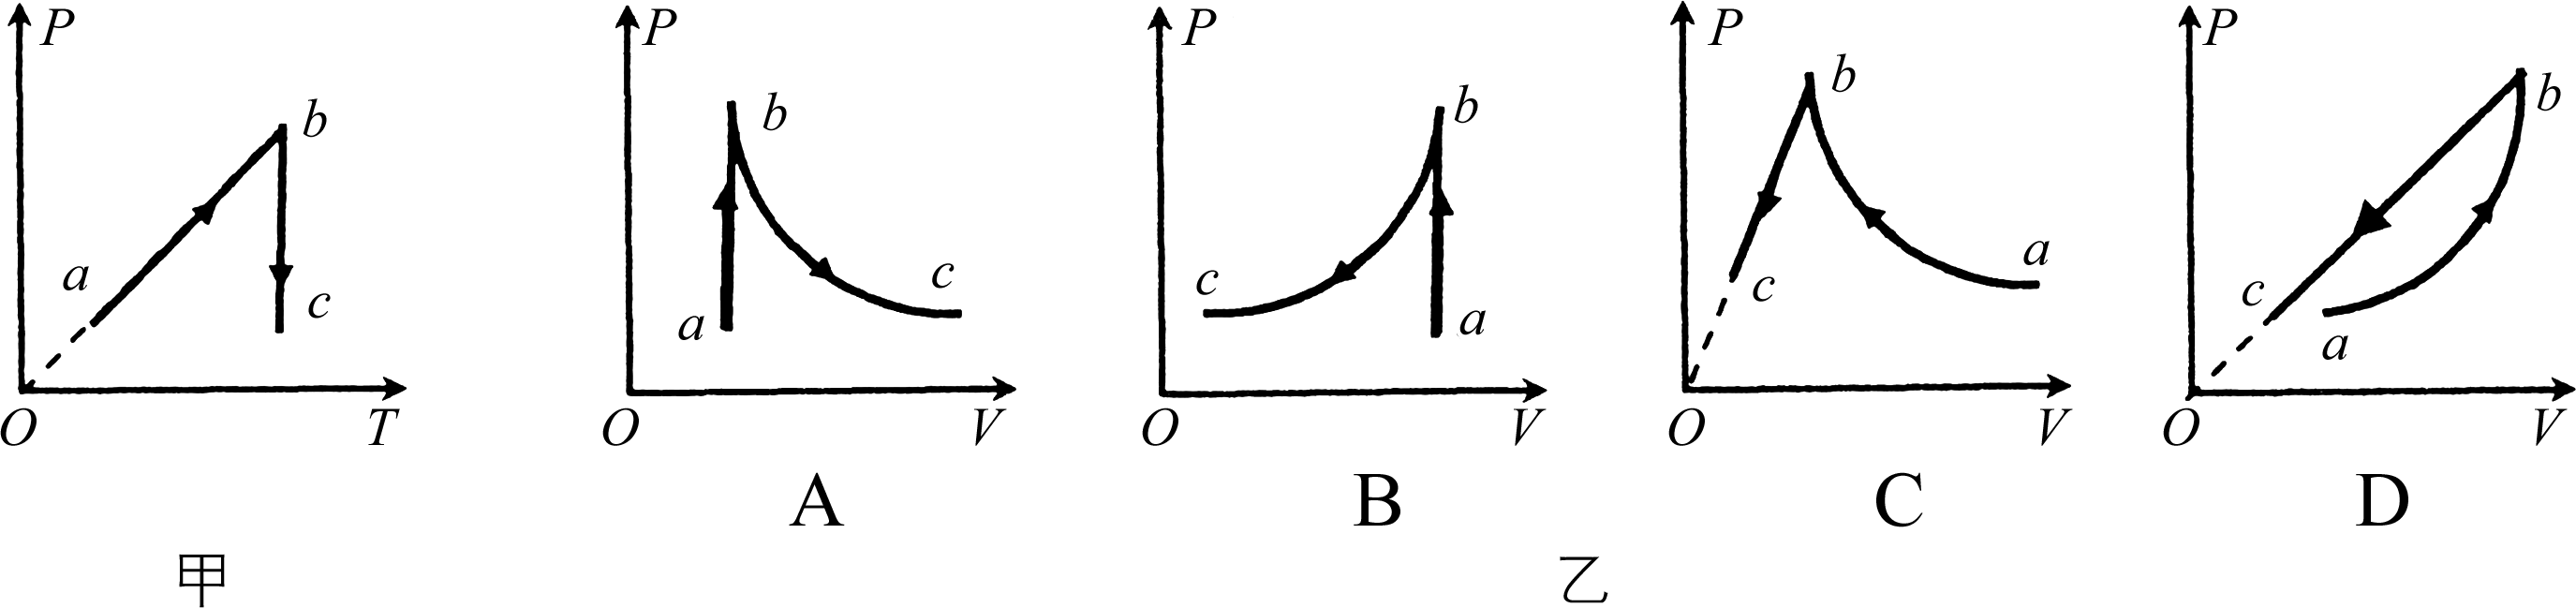 P P P P P
b b b b b
a c c a a
c a c c a
O T O V O V O V O V
A B C D
甲 乙